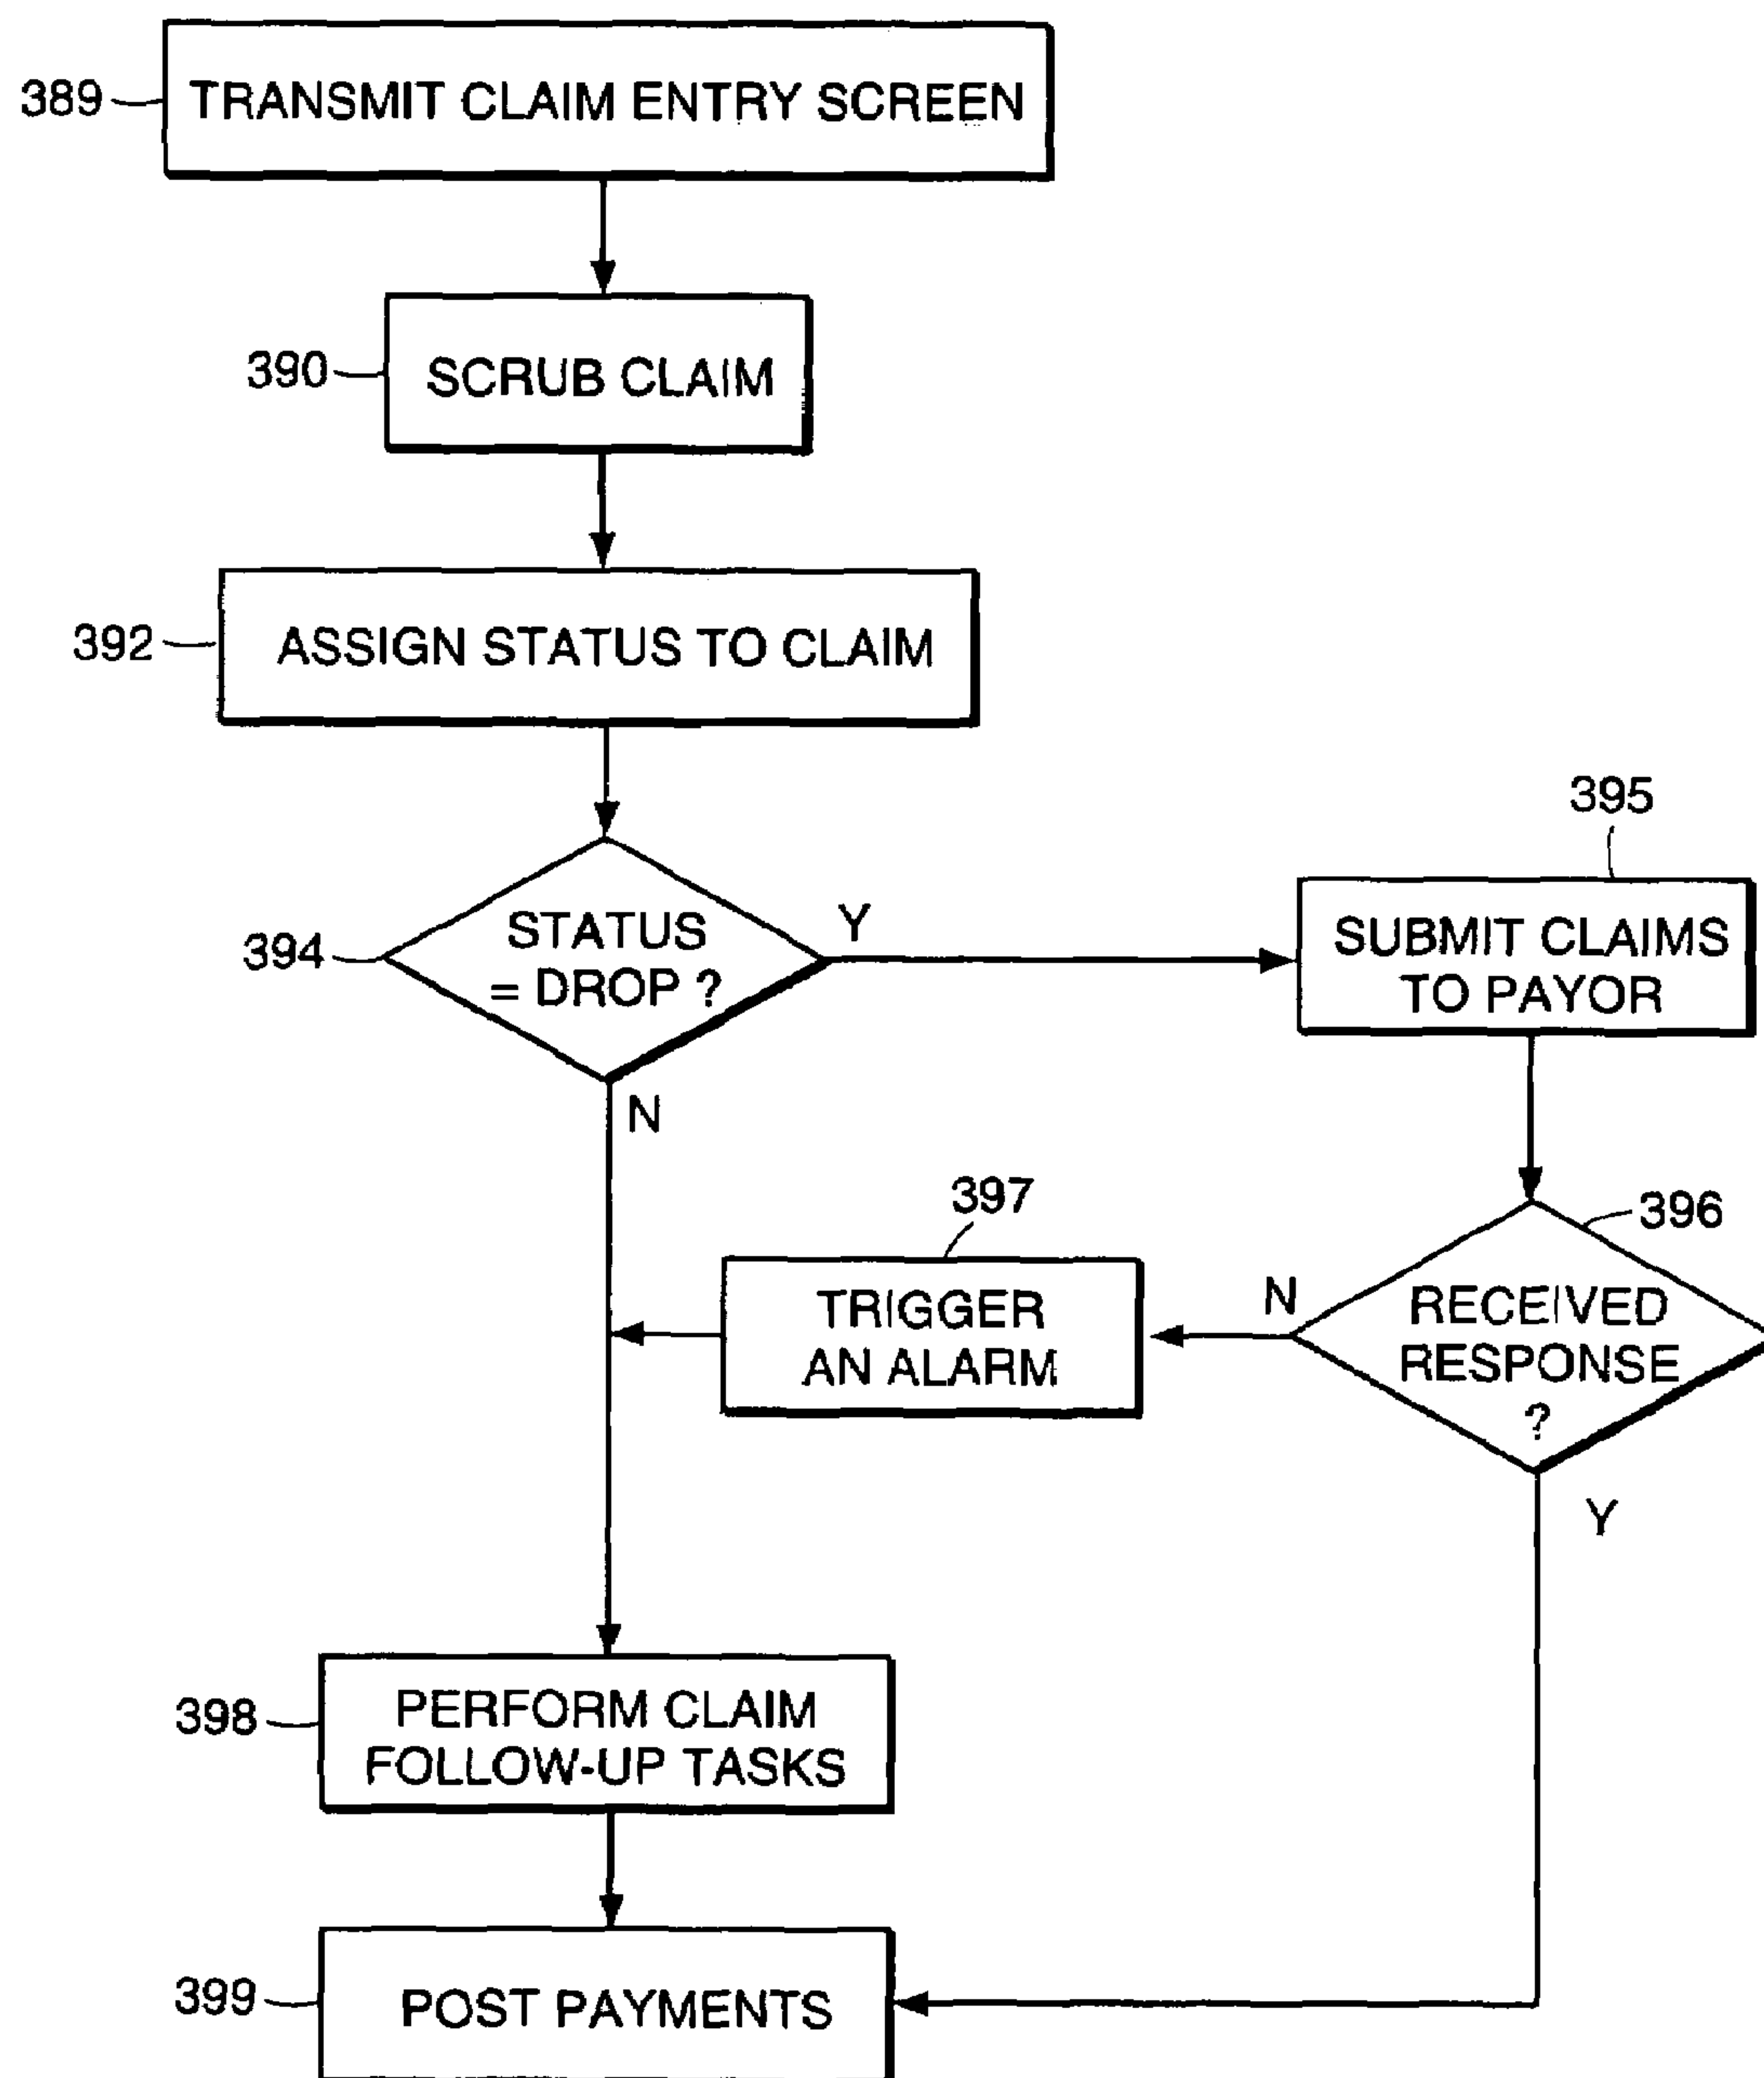 389
TRANSMIT CLAIM ENTRY SCREEN
390
SCRUB CLAIM
392
ASSIGN STATUS TO CLAIM
394
STATUS
= DROP ?
Y
N
395
SUBMIT CLAIMS
TO PAYOR
396
RECEIVED
RESPONSE
?
N
Y
397
TRIGGER
AN ALARM
398
PERFORM CLAIM
FOLLOW-UP TASKS
399
POST PAYMENTS